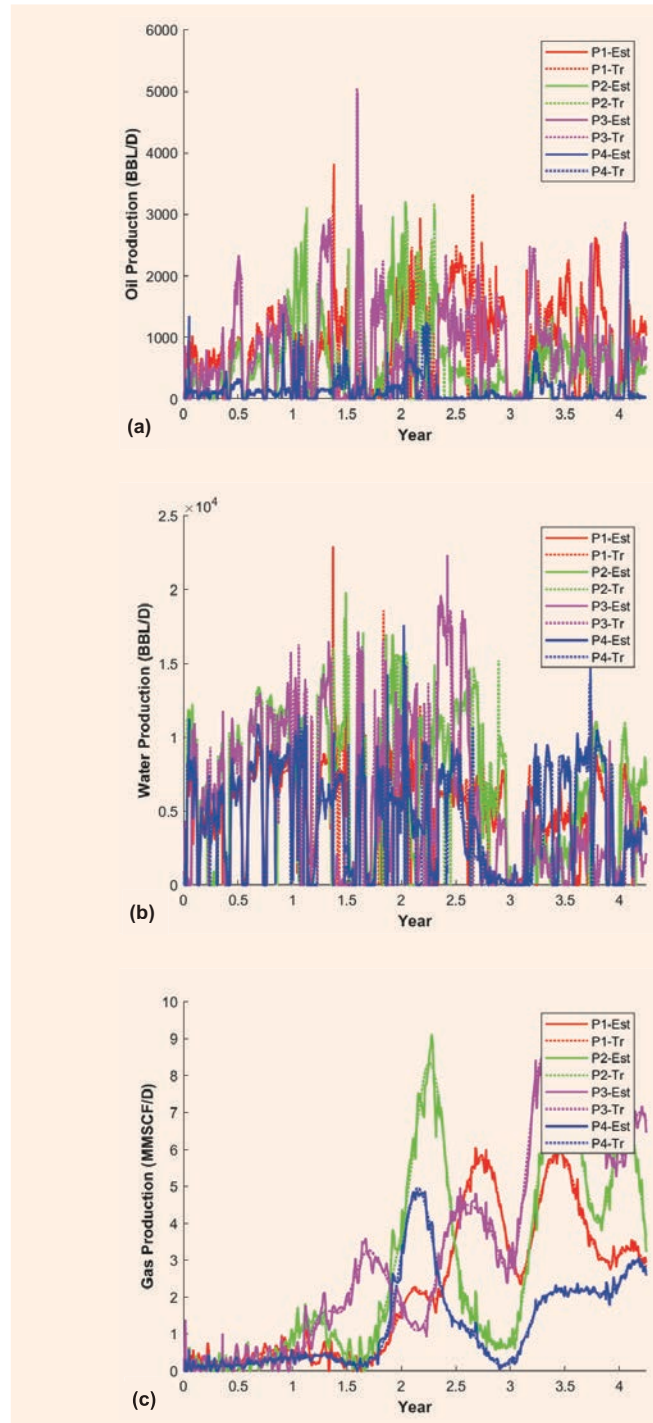 6000
5000
4000
3000
2000
1000
0
Oil Production (BBL/D)
P1-Est
P1-Tr
P2-Est
P2-Tr
P3-Est
P3-Tr
P4-Est
P4-Tr
0 0.5 1 1.5 2 2.5 3 3.5 4
Year
(a)
×10^4
2.5
2
1.5
1
0.5
0
Water Production (BBL/D)
P1-Est
P1-Tr
P2-Est
P2-Tr
P3-Est
P3-Tr
P4-Est
P4-Tr
0 0.5 1 1.5 2 2.5 3 3.5 4
Year
(b)
10
9
8
7
6
5
4
3
2
1
0
Gas Production (MMSCF/D)
P1-Est
P1-Tr
P2-Est
P2-Tr
P3-Est
P3-Tr
P4-Est
P4-Tr
0 0.5 1 1.5 2 2.5 3 3.5 4
Year
(c)